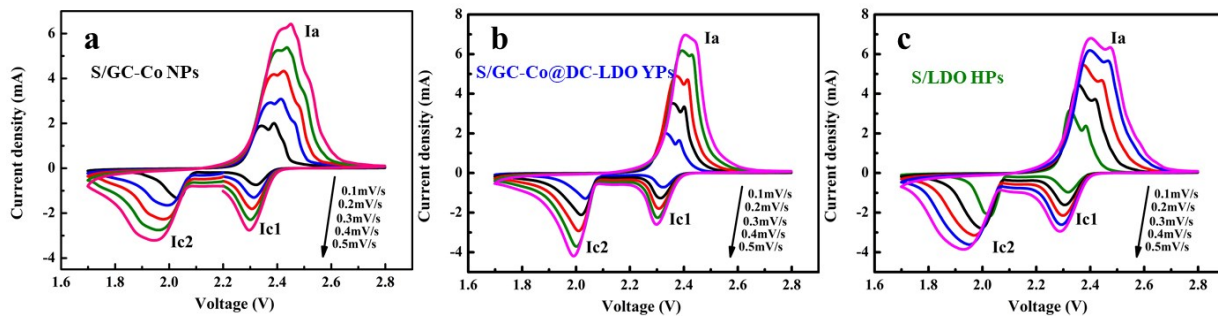 a
S/GC-Co NPs
Ia
Ic1
Ic2
0.1mV/s
0.2mV/s
0.3mV/s
0.4mV/s
0.5mV/s
6
4
2
0
-2
-4
1.6 1.8 2.0 2.2 2.4 2.6 2.8
Voltage (V)
Current density (mA)
b
S/GC-Co@DC-LDO YPs
Ia
Ic1
Ic2
0.1mV/s
0.2mV/s
0.3mV/s
0.4mV/s
0.5mV/s
8
6
4
2
0
-2
-4
1.6 1.8 2.0 2.2 2.4 2.6 2.8
Voltage (V)
Current density (mA)
c
S/LDO HPs
Ia
Ic1
Ic2
0.1mV/s
0.2mV/s
0.3mV/s
0.4mV/s
0.5mV/s
8
6
4
2
0
-2
-4
1.6 1.8 2.0 2.2 2.4 2.6 2.8
Voltage (V)
Current density (mA)